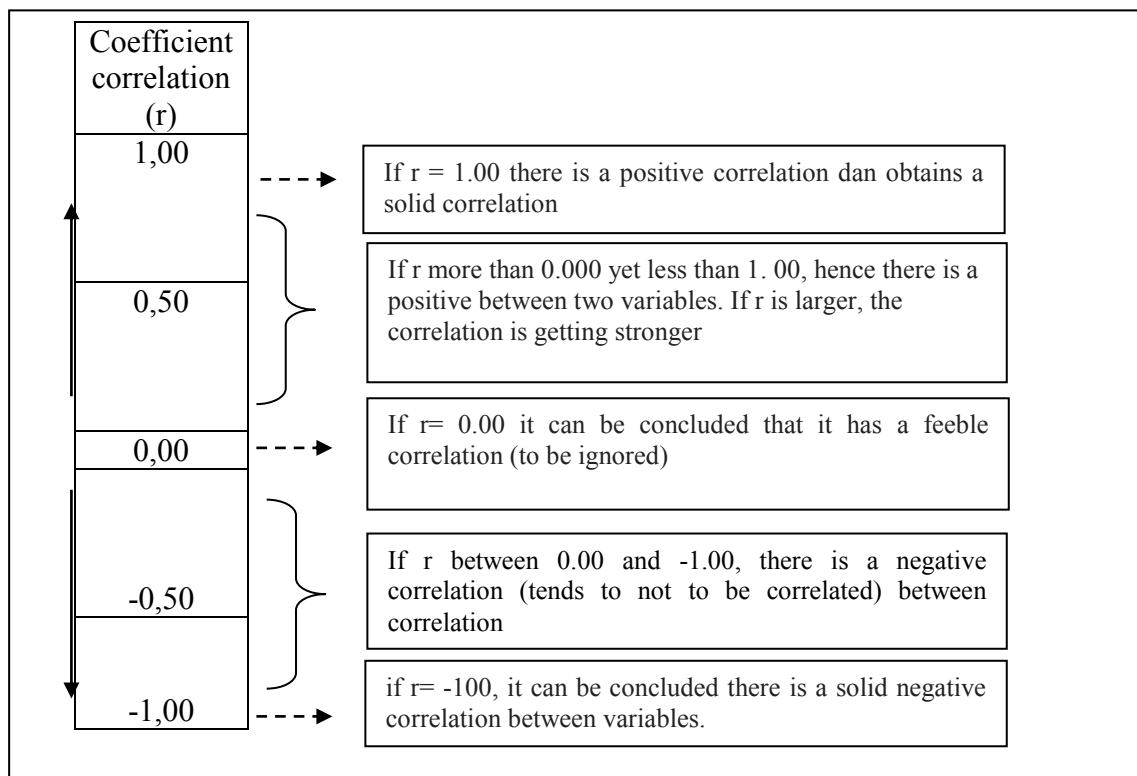 Coefficient
correlation
(r)
1,00
If r = 1.00 there is a positive correlation dan obtains a
solid correlation
If r more than 0.000 yet less than 1. 00, hence there is a
positive between two variables. If r is larger, the
correlation is getting stronger
0,50
If r= 0.00 it can be concluded that it has a feeble
correlation (to be ignored)
0,00
If r between 0.00 and -1.00, there is a negative
correlation (tends to not to be correlated) between
correlation
-0,50
if r= -100, it can be concluded there is a solid negative
correlation between variables.
-1,00